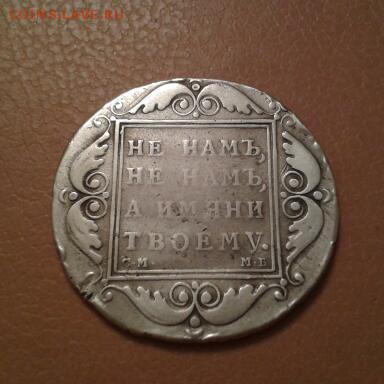 COINS.LAVE.RU
НЕ НАМЪ,
НЕ НАМЪ,
А ИМЯНИ
ТВОЕМУ.
С.М. М.Б